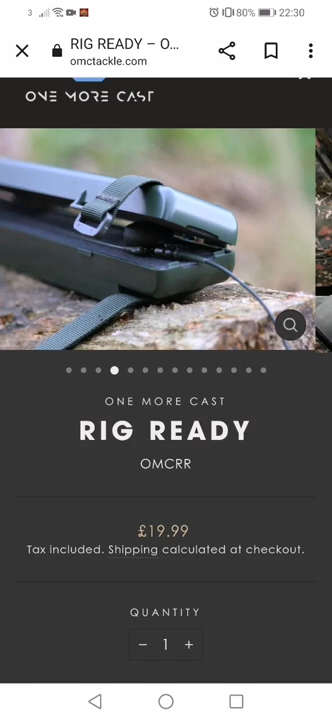 3
80%
22:30
RIG READY – O...
omctackle.com
ONE MORE CAST
ONE MORE CAST
RIG READY
OMCRR
£19.99
Tax included. Shipping calculated at checkout.
QUANTITY
− 1 +